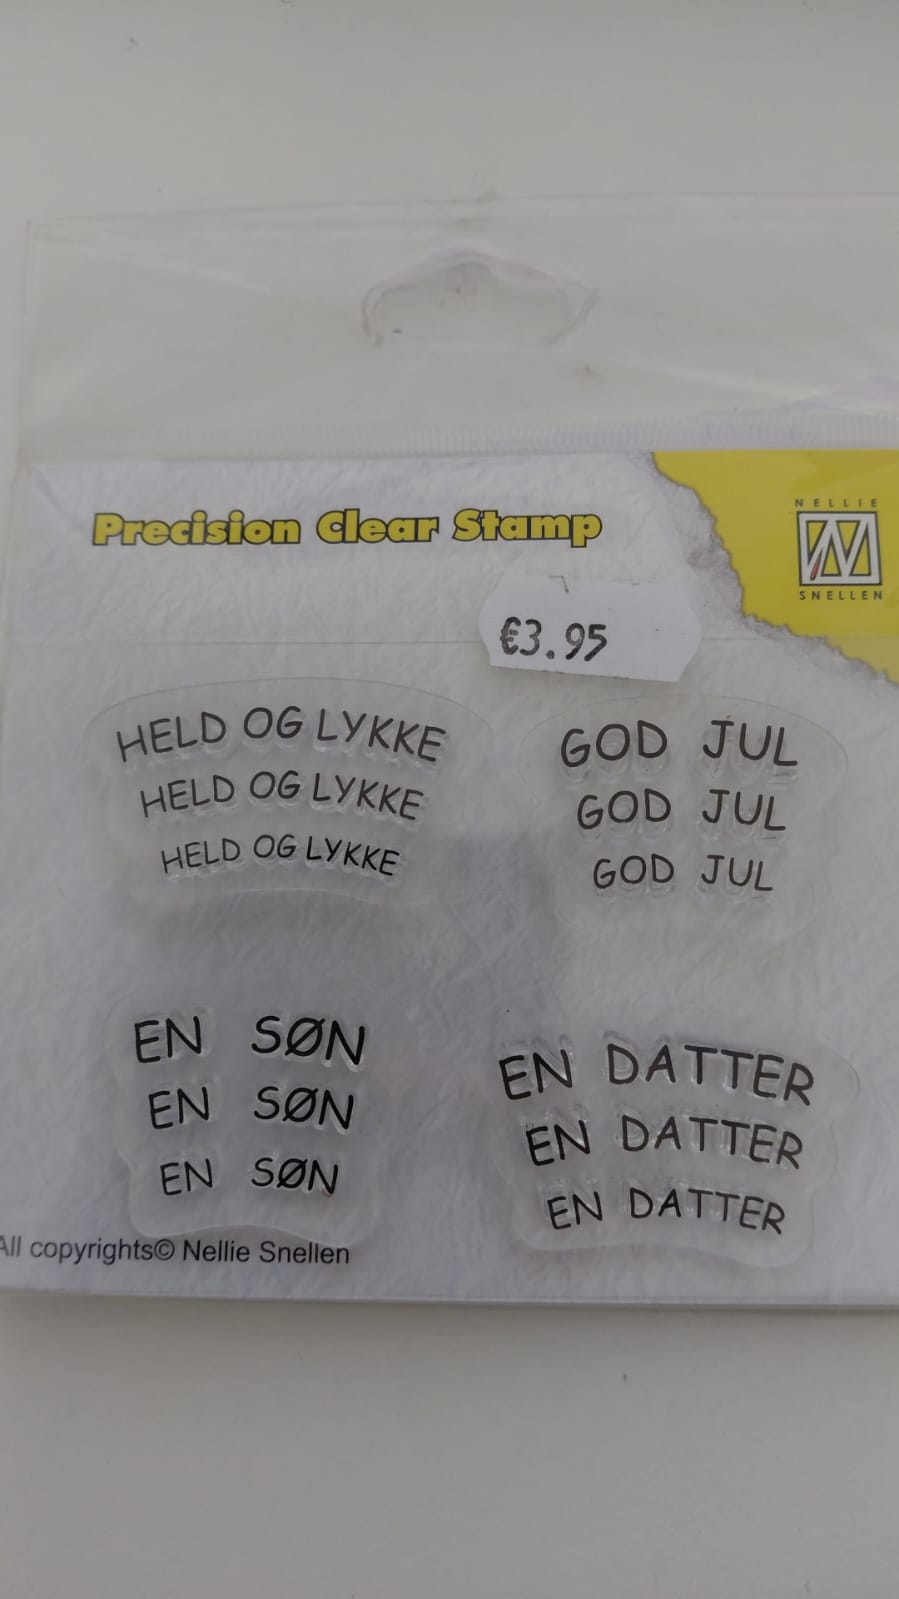 Precision Clear Stamp
NELLIE
SNELLEN
€3.95
HELD OG LYKKE
HELD OG LYKKE
HELD OG LYKKE
GOD JUL
GOD JUL
GOD JUL
EN SØN
EN SØN
EN SØN
EN DATTER
EN DATTER
EN DATTER
All copyrights© Nellie Snellen